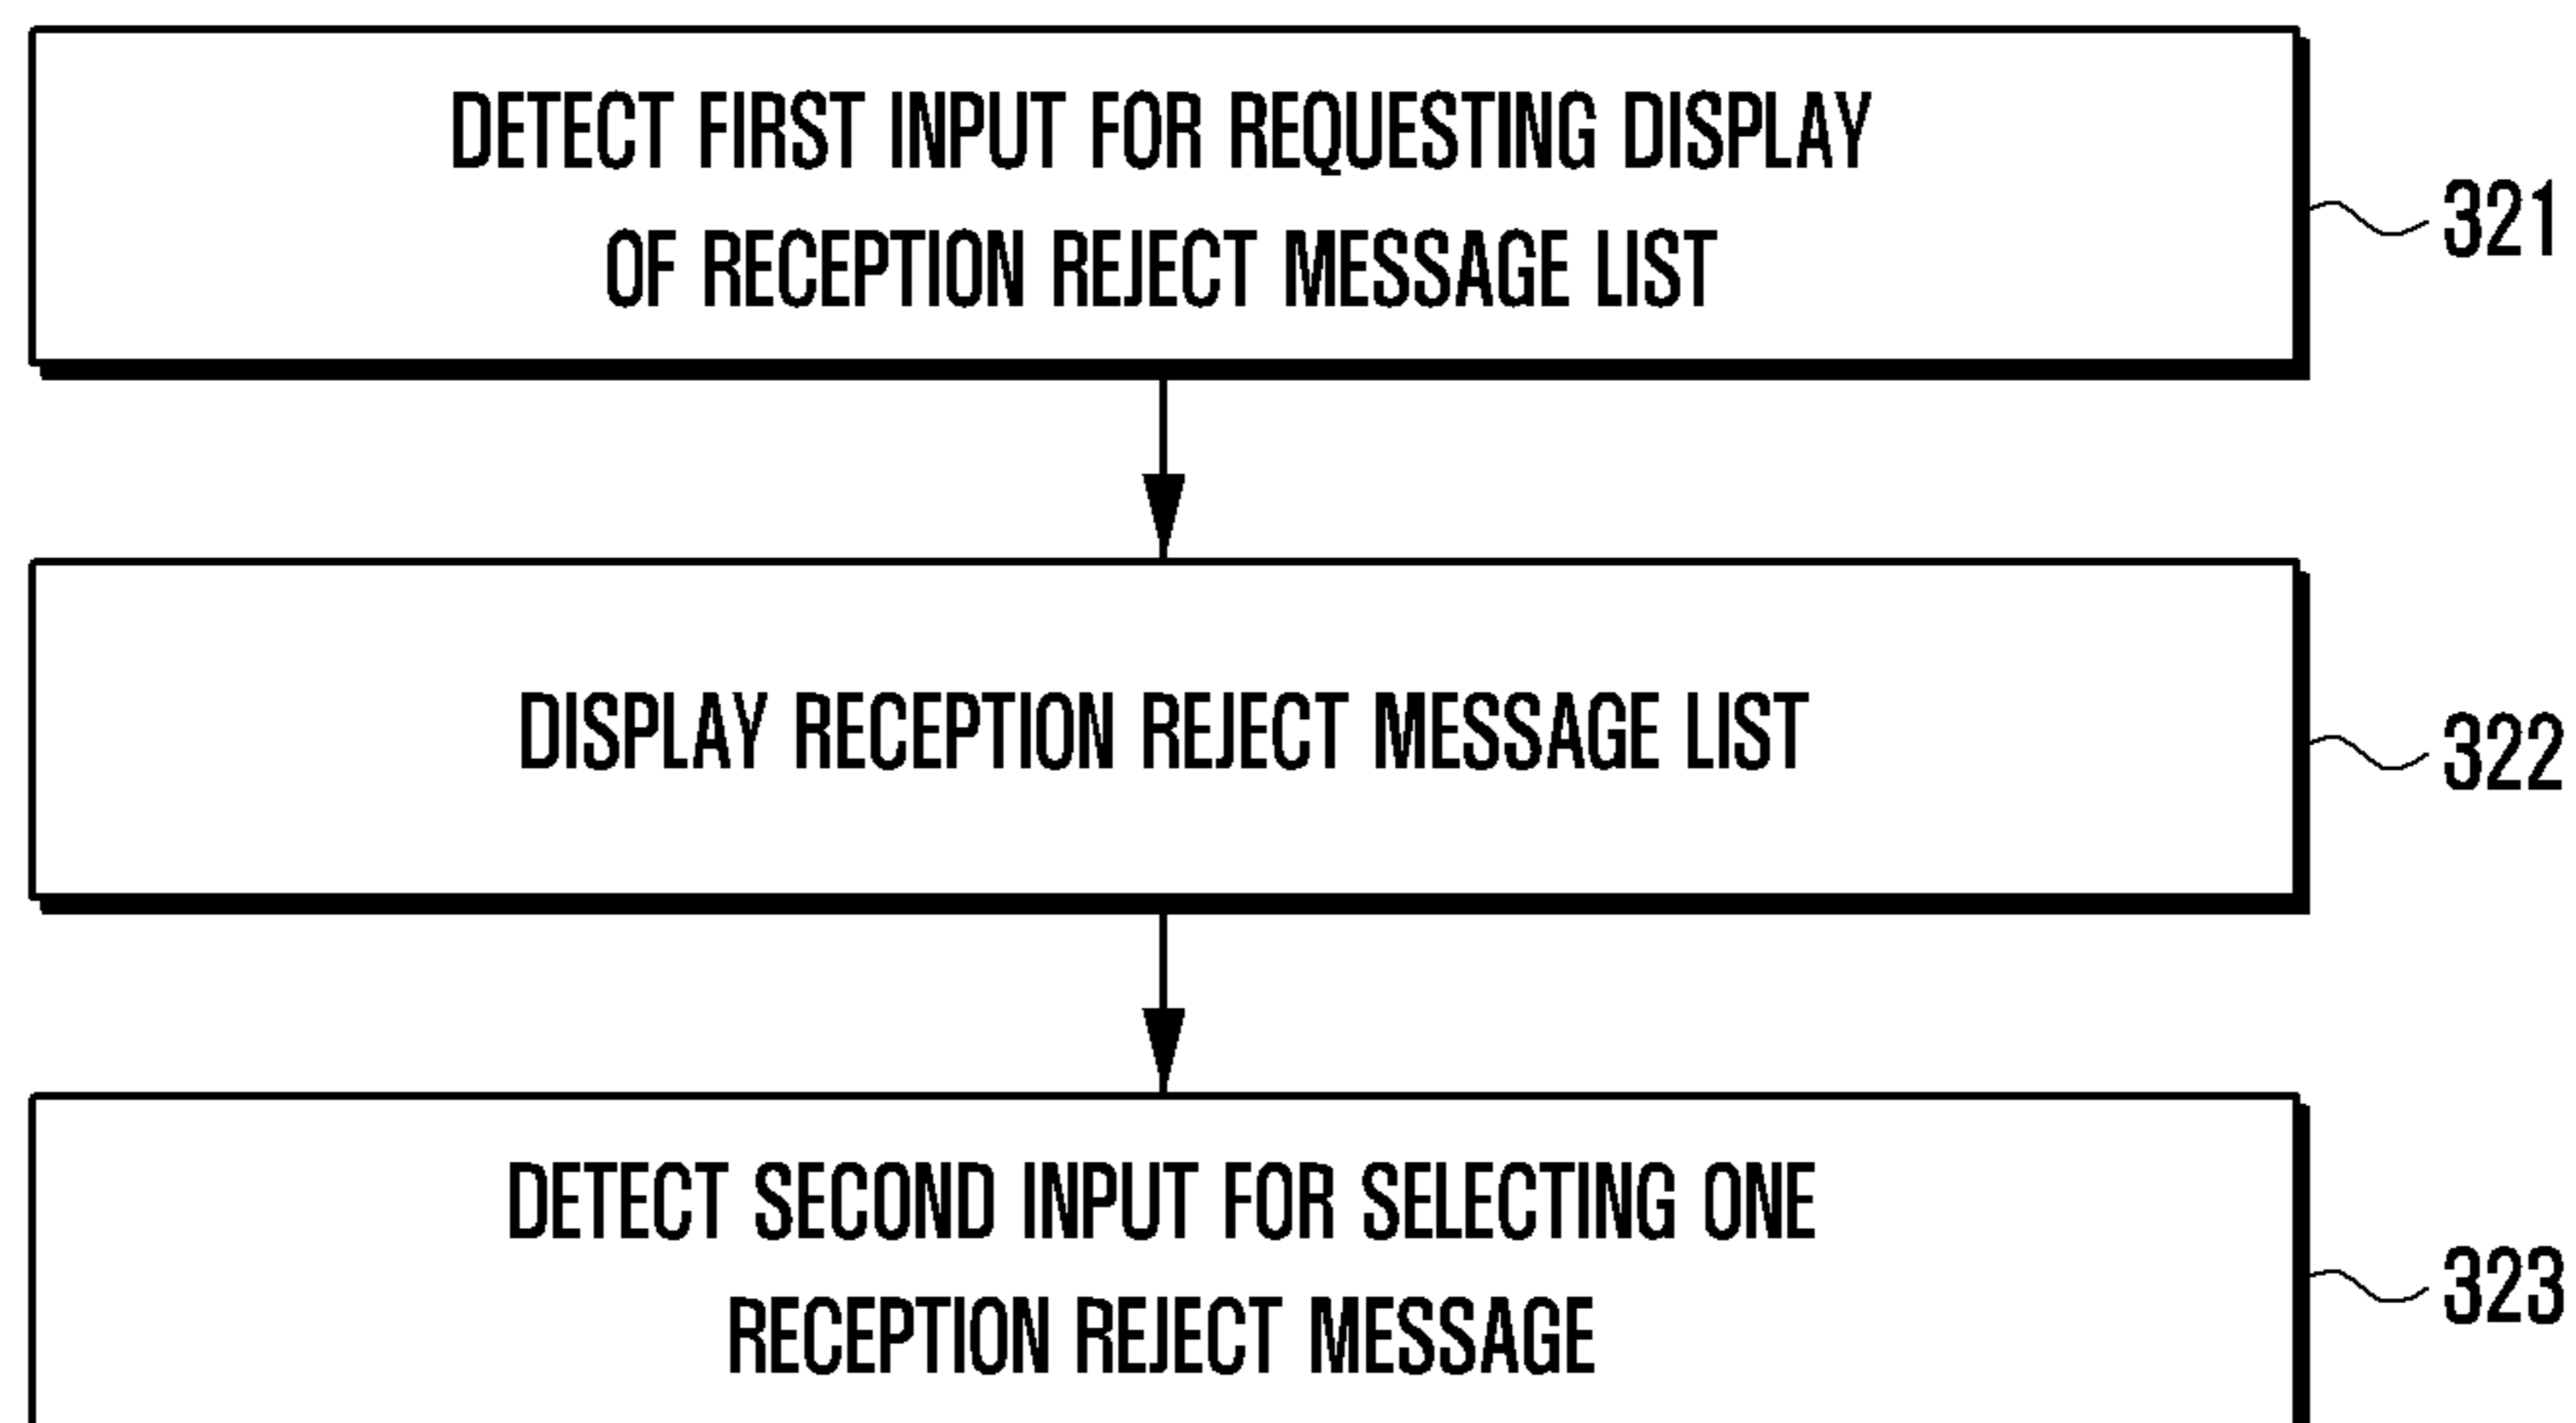 DETECT FIRST INPUT FOR REQUESTING DISPLAY
OF RECEPTION REJECT MESSAGE LIST
321
DISPLAY RECEPTION REJECT MESSAGE LIST
322
DETECT SECOND INPUT FOR SELECTING ONE
RECEPTION REJECT MESSAGE
323